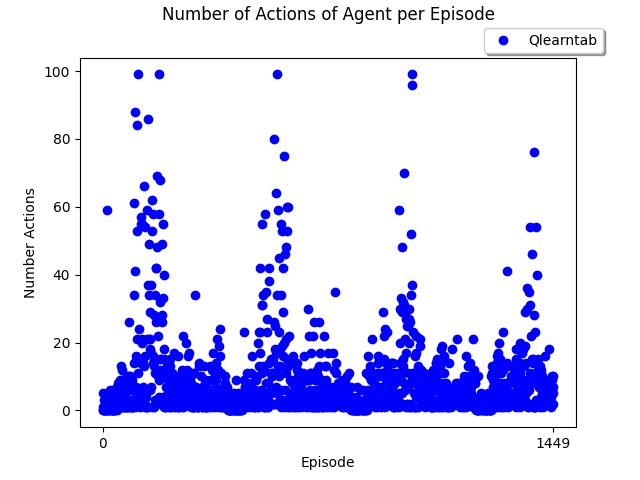 Number of Actions of Agent per Episode
Qlearntab
100
80
60
40
20
0
Number Actions
0 1449
Episode